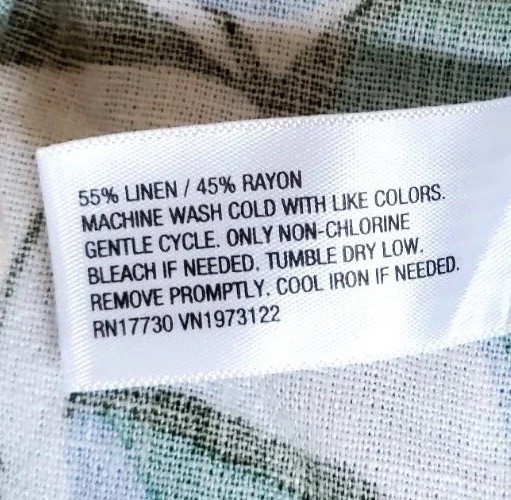 55% LINEN / 45% RAYON
MACHINE WASH COLD WITH LIKE COLORS.
GENTLE CYCLE. ONLY NON-CHLORINE
BLEACH IF NEEDED. TUMBLE DRY LOW.
REMOVE PROMPTLY. COOL IRON IF NEEDED.
RN17730 VN1973122